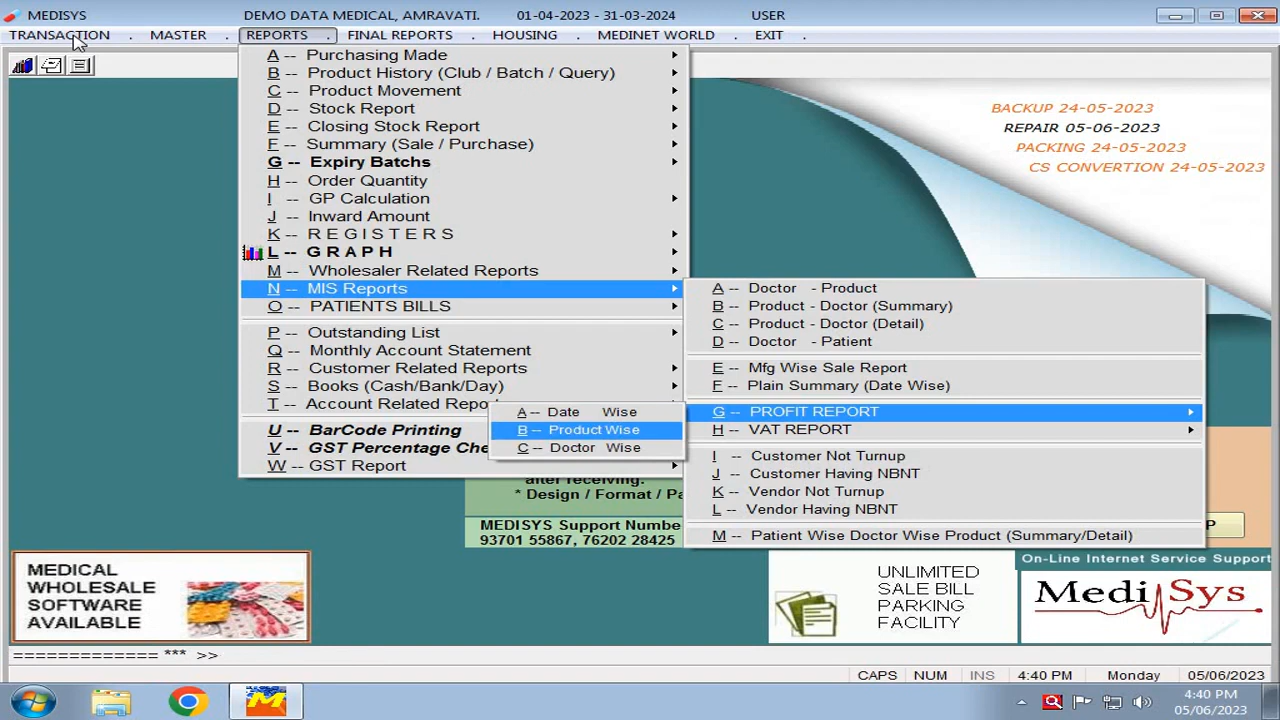 MEDISYS DEMO DATA MEDICAL, AMRAVATI. 01-04-2023 - 31-03-2024 USER
TRANSACTION . MASTER . REPORTS . FINAL REPORTS . HOUSING . MEDINET WORLD . EXIT .
A -- Purchasing Made
B -- Product History (Club / Batch / Query)
C -- Product Movement
D -- Stock Report
E -- Closing Stock Report
F -- Summary (Sale / Purchase)
G -- Expiry Batchs
H -- Order Quantity
I -- GP Calculation
J -- Inward Amount
K -- R E G I S T E R S
L -- G R A P H
M -- Wholesaler Related Reports
N -- MIS Reports
O -- PATIENTS BILLS
P -- Outstanding List
Q -- Monthly Account Statement
R -- Customer Related Reports
S -- Books (Cash/Bank/Day)
T -- Account Related Repo
U -- BarCode Printing
V -- GST Percentage Che
W -- GST Report
A -- Doctor - Product
B -- Product - Doctor (Summary)
C -- Product - Doctor (Detail)
D -- Doctor - Patient
E -- Mfg Wise Sale Report
F -- Plain Summary (Date Wise)
G -- PROFIT REPORT
H -- VAT REPORT
I -- Customer Not Turnup
J -- Customer Having NBNT
K -- Vendor Not Turnup
L -- Vendor Having NBNT
M -- Patient Wise Doctor Wise Product (Summary/Detail)
A -- Date Wise
B -- Product Wise
C -- Doctor Wise
BACKUP 24-05-2023
REPAIR 05-06-2023
PACKING 24-05-2023
CS CONVERTION 24-05-2023
after receiving.
* Design / Format / Pa
MEDISYS Support Numbe
93701 55867, 76202 28425
P
On-Line Internet Service Support
MEDICAL
WHOLESALE
SOFTWARE
AVAILABLE
UNLIMITED
SALE BILL
PARKING
FACILITY
MediSys
============= *** >>
CAPS NUM INS 4:40 PM Monday 05/06/2023
4:40 PM
05/06/2023